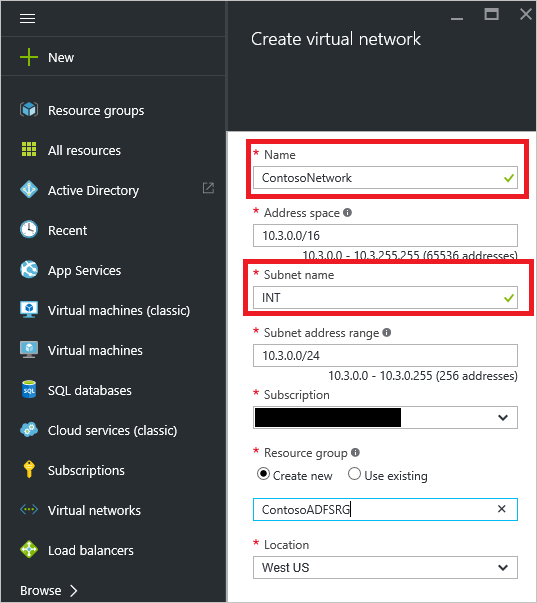 New
Resource groups
All resources
Active Directory
Recent
App Services
Virtual machines (classic)
Virtual machines
SQL databases
Cloud services (classic)
Subscriptions
Virtual networks
Load balancers
Browse
Create virtual network
* Name
ContosoNetwork
* Address space
10.3.0.0/16
10.3.0.0 - 10.3.255.255 (65536 addresses)
* Subnet name
INT
* Subnet address range
10.3.0.0/24
10.3.0.0 - 10.3.0.255 (256 addresses)
* Subscription
* Resource group
Create new Use existing
ContosoADFSRG
* Location
West US